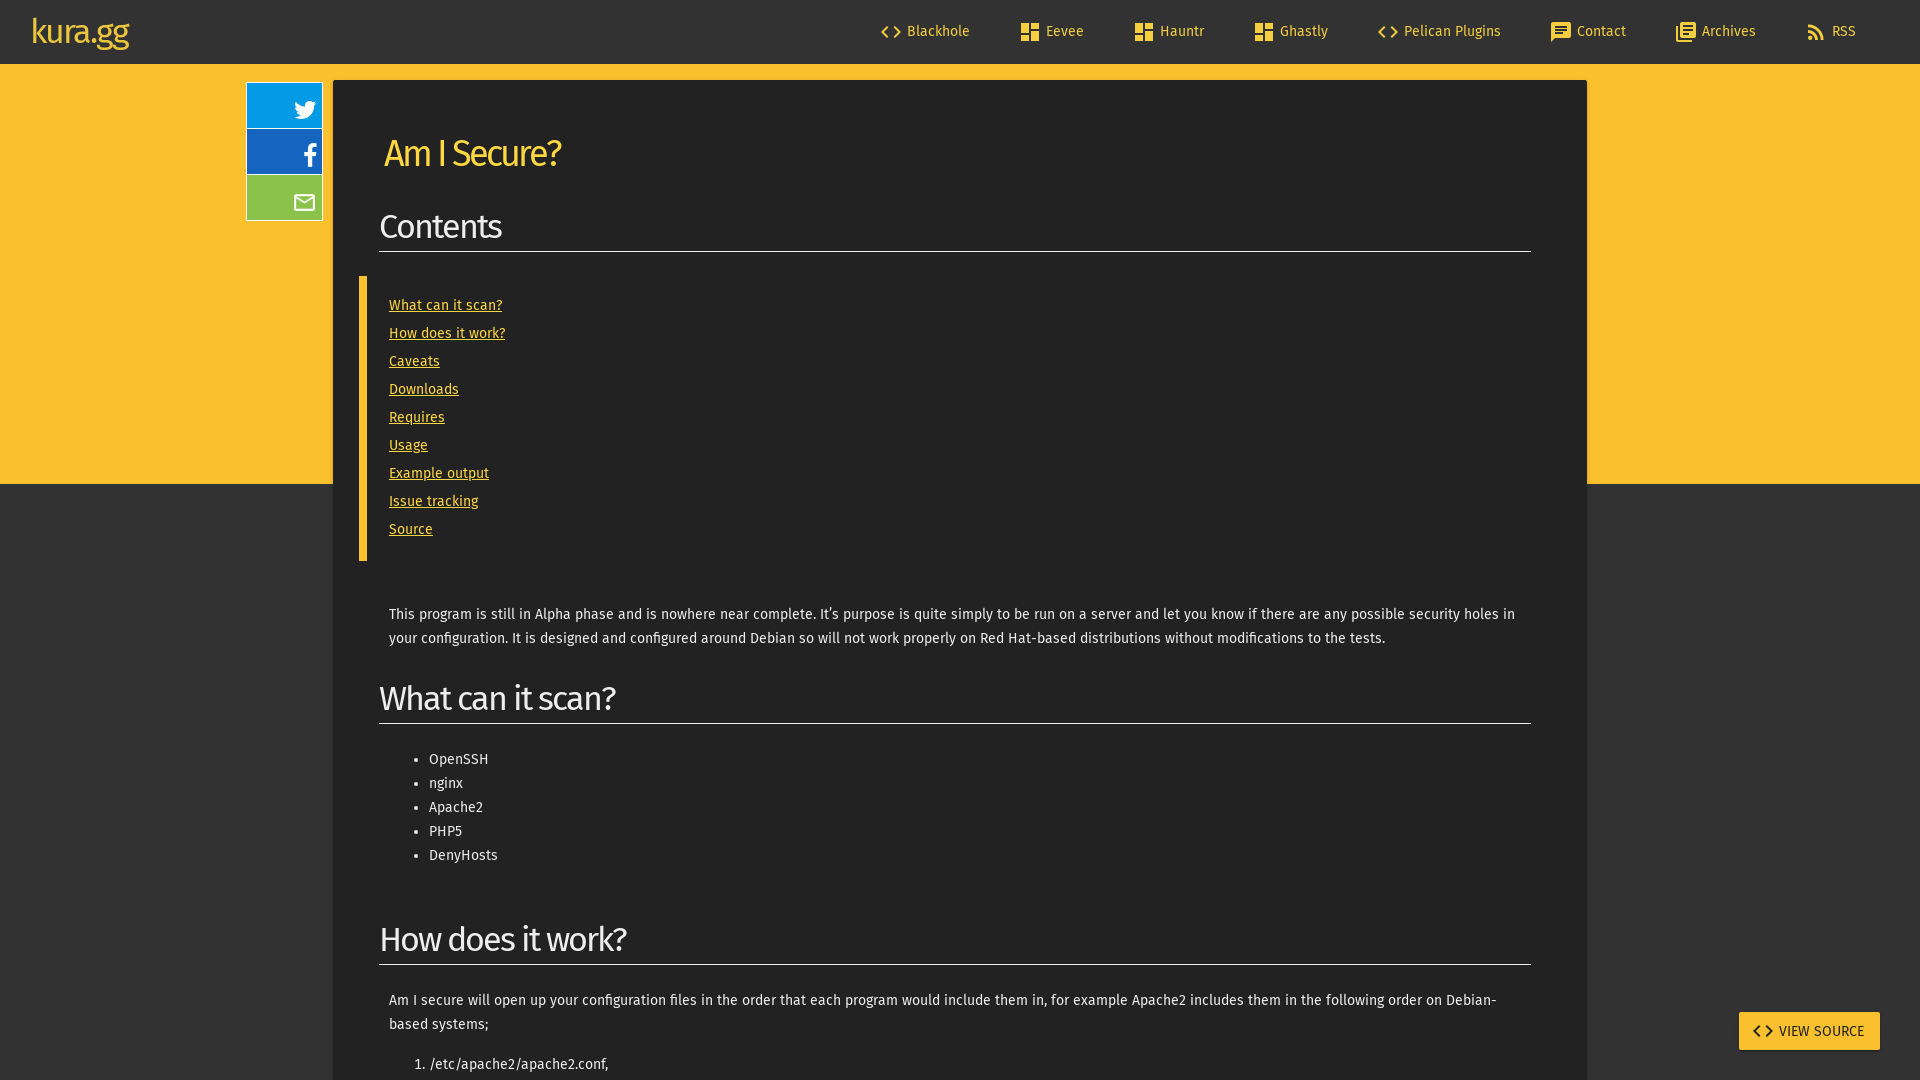 kura.gg
Blackhole
Eevee
Hauntr
Ghastly
Pelican Plugins
Contact
Archives
RSS
Am I Secure?
Contents
What can it scan?
How does it work?
Caveats
Downloads
Requires
Usage
Example output
Issue tracking
Source
This program is still in Alpha phase and is nowhere near complete. It’s purpose is quite simply to be run on a server and let you know if there are any possible security holes in
your configuration. It is designed and configured around Debian so will not work properly on Red Hat-based distributions without modifications to the tests.
What can it scan?
• OpenSSH
• nginx
• Apache2
• PHP5
• DenyHosts
How does it work?
Am I secure will open up your configuration files in the order that each program would include them in, for example Apache2 includes them in the following order on Debian-
based systems;
1. /etc/apache2/apache2.conf,
VIEW SOURCE